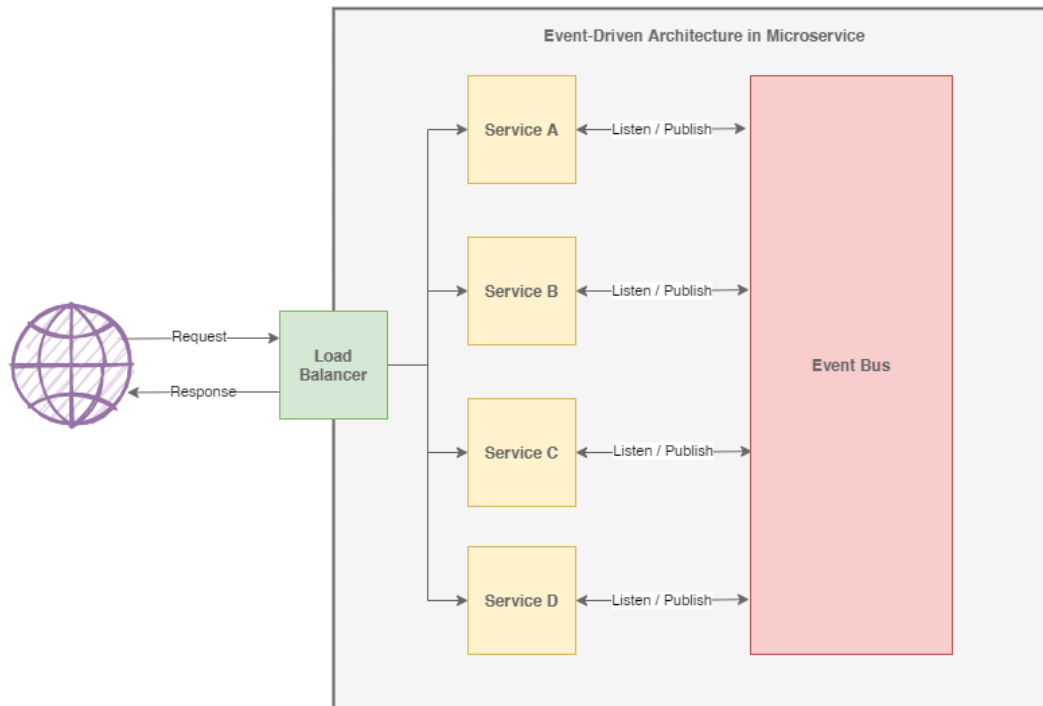 Event-Driven Architecture in Microservice
Service A
Listen / Publish
Service B
Listen / Publish
Request
Load
Balancer
Response
Event Bus
Service C
Listen / Publish
Service D
Listen / Publish